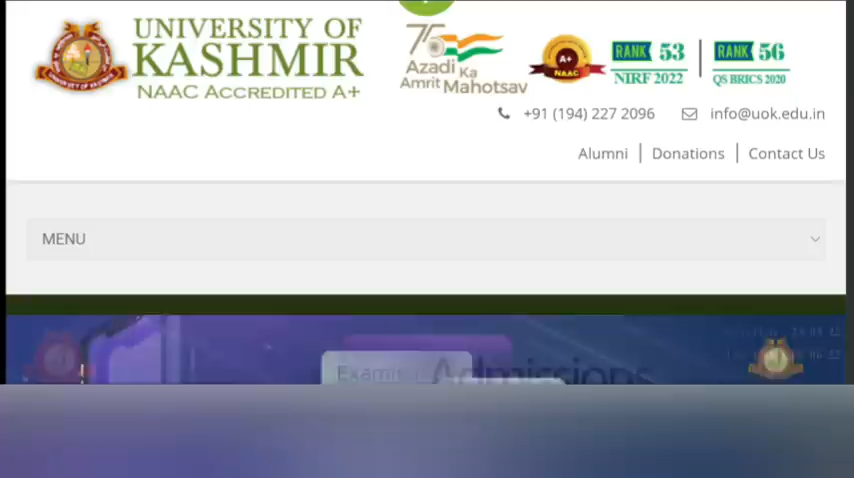 UNIVERSITY OF
KASHMIR
NAAC ACCREDITED A+
75
Azadi Ka
Amrit Mahotsav
A+
NAAC
RANK 53
NIRF 2022
RANK 56
QS BRICS 2020
+91 (194) 227 2096
info@uok.edu.in
Alumni | Donations | Contact Us
MENU
Admissions